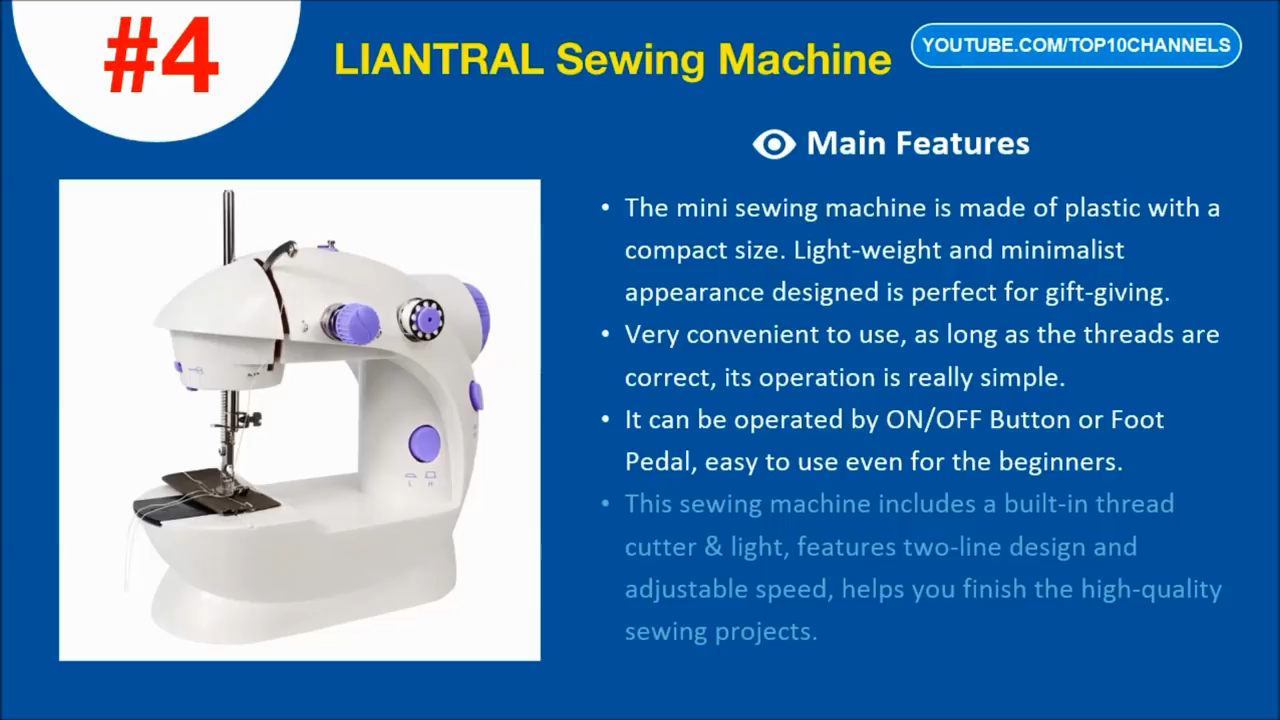 #4
LIANTRAL Sewing Machine
YOUTUBE.COM/TOP10CHANNELS
Main Features
• The mini sewing machine is made of plastic with a
compact size. Light-weight and minimalist
appearance designed is perfect for gift-giving.
• Very convenient to use, as long as the threads are
correct, its operation is really simple.
• It can be operated by ON/OFF Button or Foot
Pedal, easy to use even for the beginners.
• This sewing machine includes a built-in thread
cutter & light, features two-line design and
adjustable speed, helps you finish the high-quality
sewing projects.
L H